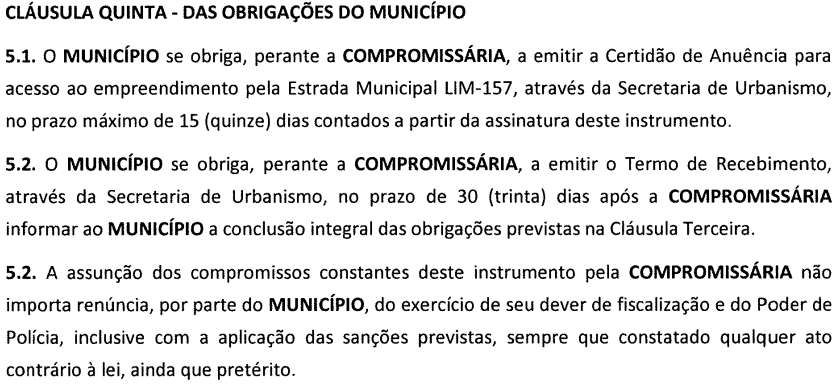 CLÁUSULA QUINTA - DAS OBRIGAÇÕES DO MUNICÍPIO
5.1. O MUNICÍPIO se obriga, perante a COMPROMISSÁRIA, a emitir a Certidão de Anuência para
acesso ao empreendimento pela Estrada Municipal LIM-157, através da Secretaria de Urbanismo,
no prazo máximo de 15 (quinze) dias contados a partir da assinatura deste instrumento.
5.2. O MUNICÍPIO se obriga, perante a COMPROMISSÁRIA, a emitir o Termo de Recebimento,
através da Secretaria de Urbanismo, no prazo de 30 (trinta) dias após a COMPROMISSÁRIA
informar ao MUNICÍPIO a conclusão integral das obrigações previstas na Cláusula Terceira.
5.2. A assunção dos compromissos constantes deste instrumento pela COMPROMISSÁRIA não
importa renúncia, por parte do MUNICÍPIO, do exercício de seu dever de fiscalização e do Poder de
Polícia, inclusive com a aplicação das sanções previstas, sempre que constatado qualquer ato
contrário à lei, ainda que pretérito.